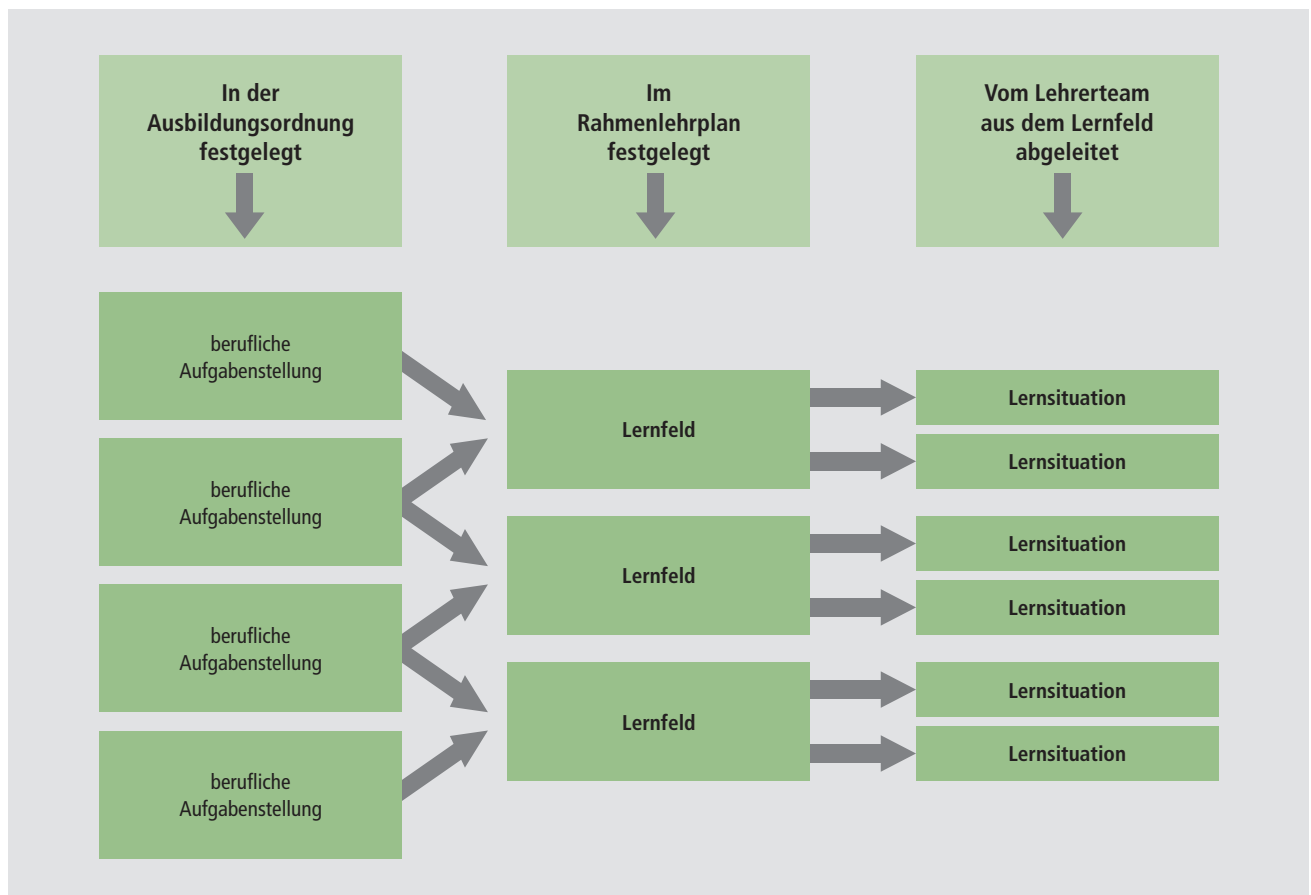 In der
Ausbildungsordnung
festgelegt
Im
Rahmenlehrplan
festgelegt
Vom Lehrerteam
aus dem Lernfeld
abgeleitet
berufliche
Aufgabenstellung
berufliche
Aufgabenstellung
berufliche
Aufgabenstellung
berufliche
Aufgabenstellung
Lernfeld
Lernfeld
Lernfeld
Lernsituation
Lernsituation
Lernsituation
Lernsituation
Lernsituation
Lernsituation